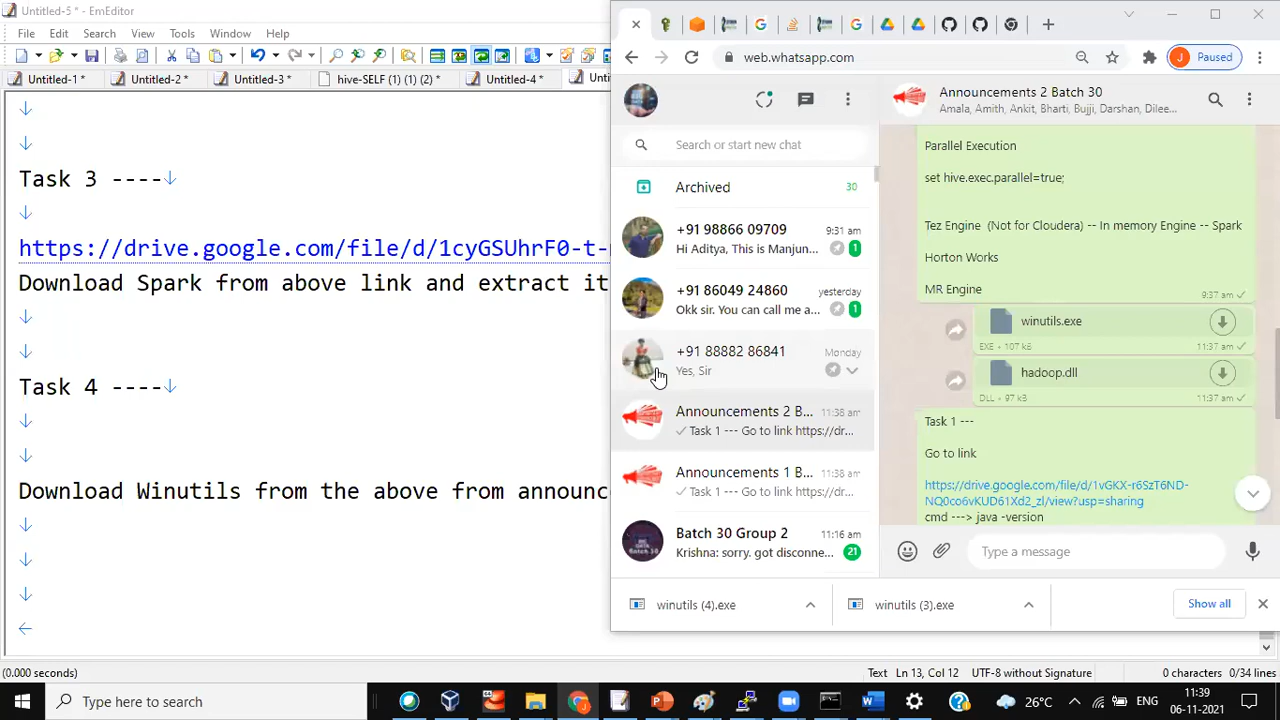 Untitled-5 * - EmEditor
File Edit Search View Tools Window Help
Untitled-1 * Untitled-2 * Untitled-3 * hive-SELF (1) (1) (2) * Untitled-4 *
Task 3 ----
https://drive.google.com/file/d/1cyGSUhrF0-t-
Download Spark from above link and extract it
Task 4 ----
Download Winutils from the above from
(0.000 seconds)
Text Ln 13, Col 12 UTF-8 without Signature 0 characters 0/34 lines
web.whatsapp.com
J Paused
Search or start new chat
Archived 30
+91 98866 09709 9:31 am
Hi Aditya, This is Manjun... 1
+91 86049 24860 yesterday
Okk sir. You can call me a... 1
+91 88882 86841 Monday
Yes, Sir
Announcements 2 B... 11:38 am
Task 1 --- Go to link https://dr...
Announcements 1 B... 11:38 am
Task 1 --- Go to link https://dr...
Batch 30 Group 2 11:16 am
Krishna: sorry. got disconne... 21
Announcements 2 Batch 30
Amala, Amith, Ankit, Bharti, Bujji, Darshan, Dilee...
Parallel Execution
set hive.exec.parallel=true;
Tez Engine (Not for Cloudera) -- In memory Engine -- Spark
Horton Works
MR Engine
9:37 am
winutils.exe
EXE • 107 kB 11:37 am
hadoop.dll
DLL • 97 kB 11:37 am
Task 1 ---
Go to link
https://drive.google.com/file/d/1vGKX-r6SzT6ND-
NQ0co6vKUD61Xd2_zl/view?usp=sharing
cmd ---> java -version
Type a message
winutils (4).exe winutils (3).exe Show all
Type here to search
26°C ENG 11:39
06-11-2021